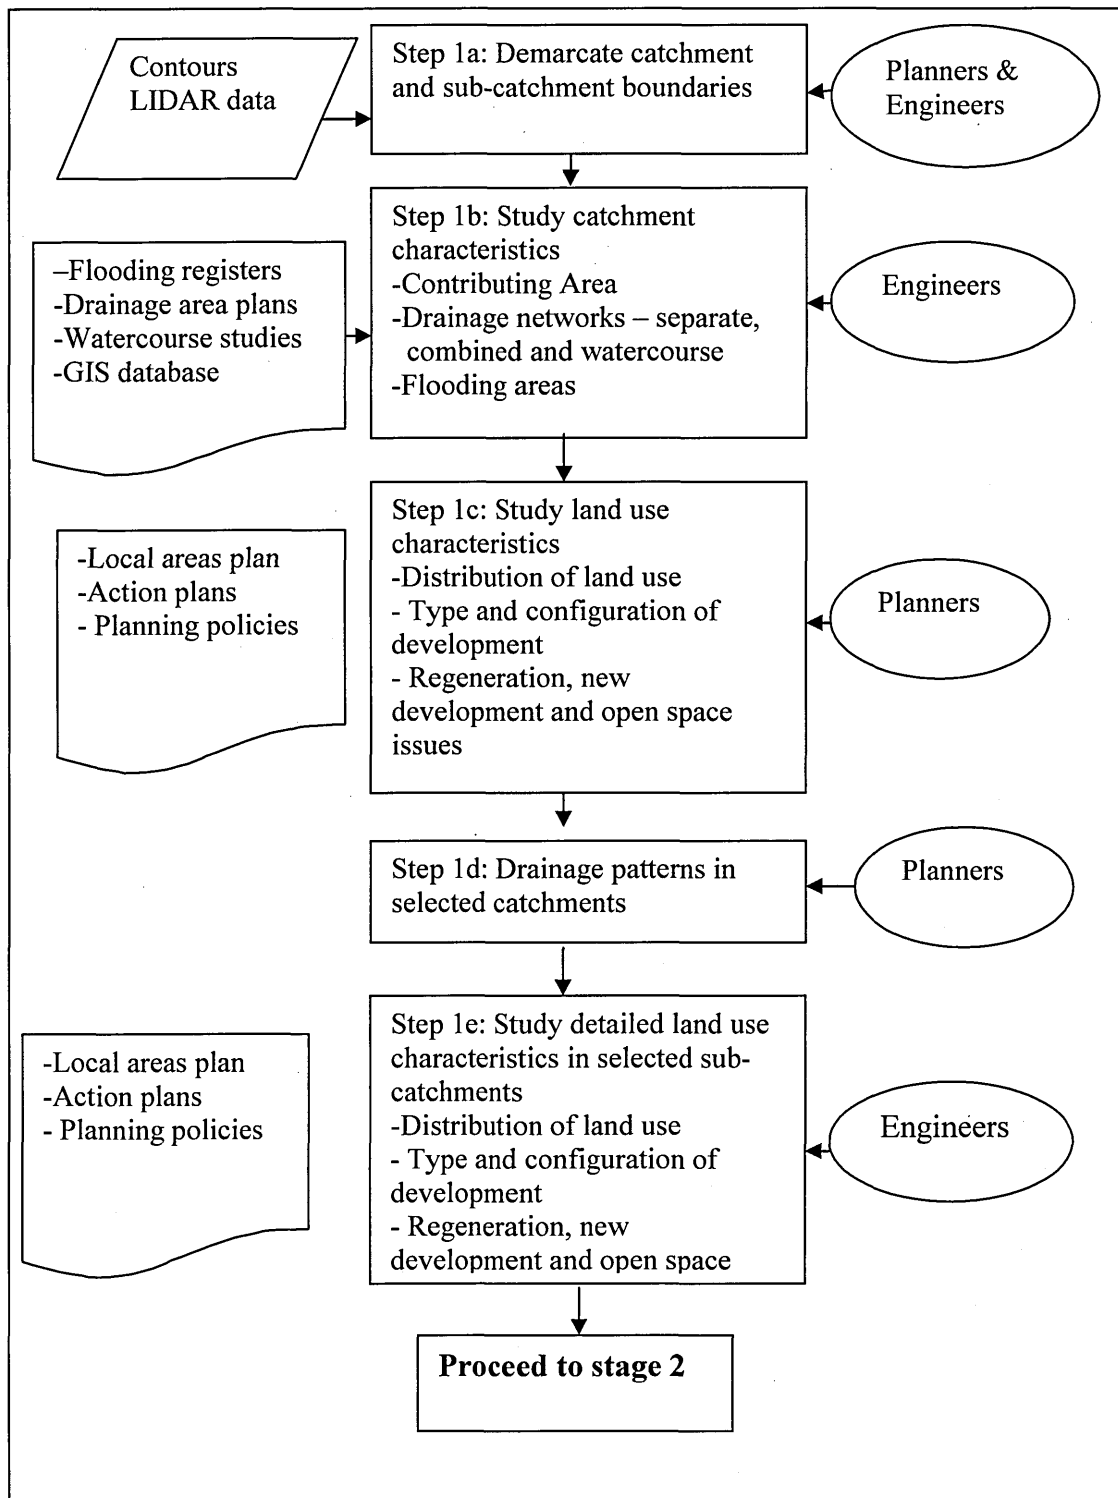 Contours
LIDAR data
Step 1a: Demarcate catchment
and sub-catchment boundaries
Planners &
Engineers
–Flooding registers
-Drainage area plans
-Watercourse studies
-GIS database
Step 1b: Study catchment
characteristics
-Contributing Area
-Drainage networks – separate,
combined and watercourse
-Flooding areas
Engineers
-Local areas plan
-Action plans
- Planning policies
Step 1c: Study land use
characteristics
-Distribution of land use
- Type and configuration of
development
- Regeneration, new
development and open space
issues
Planners
Step 1d: Drainage patterns in
selected catchments
Planners
-Local areas plan
-Action plans
- Planning policies
Step 1e: Study detailed land use
characteristics in selected sub-
catchments
-Distribution of land use
- Type and configuration of
development
- Regeneration, new
development and open space
Engineers
Proceed to stage 2